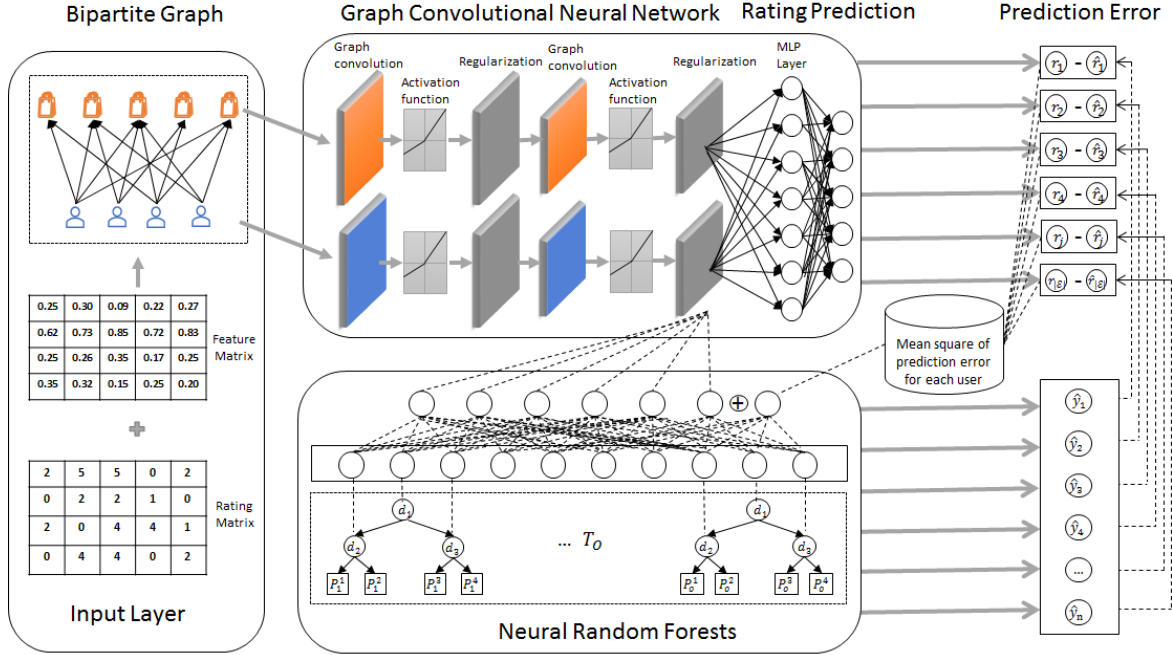 Bipartite Graph
Graph Convolutional Neural Network
Rating Prediction
Prediction Error
Graph
convolution
Activation
function
Regularization
Graph
convolution
Activation
function
Regularization
MLP
Layer
r₁ - r̂₁
r₂ - r̂₂
r₃ - r̂₃
r₄ - r̂₄
rⱼ - r̂ⱼ
r|ε| - r̂|ε|
0.25 0.30 0.09 0.22 0.27
0.62 0.73 0.85 0.72 0.83
0.25 0.26 0.35 0.17 0.25
0.35 0.32 0.15 0.25 0.20
Feature
Matrix
2 5 5 0 2
0 2 2 1 0
2 0 4 4 1
0 4 4 0 2
Rating
Matrix
Input Layer
Mean square of
prediction error
for each user
d₁
d₂ d₃
P₁¹ P₁² P₁³ P₁⁴
... T_O
d₁
d₂ d₃
Pₒ¹ Pₒ² Pₒ³ Pₒ⁴
Neural Random Forests
ŷ₁
ŷ₂
ŷ₃
ŷ₄
...
ŷₙ